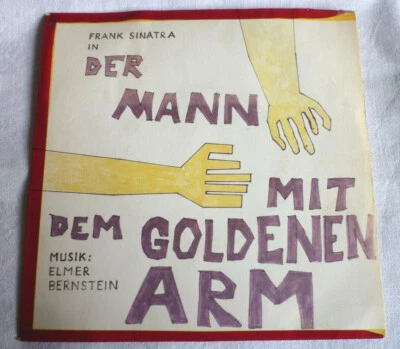 FRANK SINATRA
IN
DER
MANN
MIT
DEM GOLDENEN
ARM
MUSIK:
ELMER
BERNSTEIN